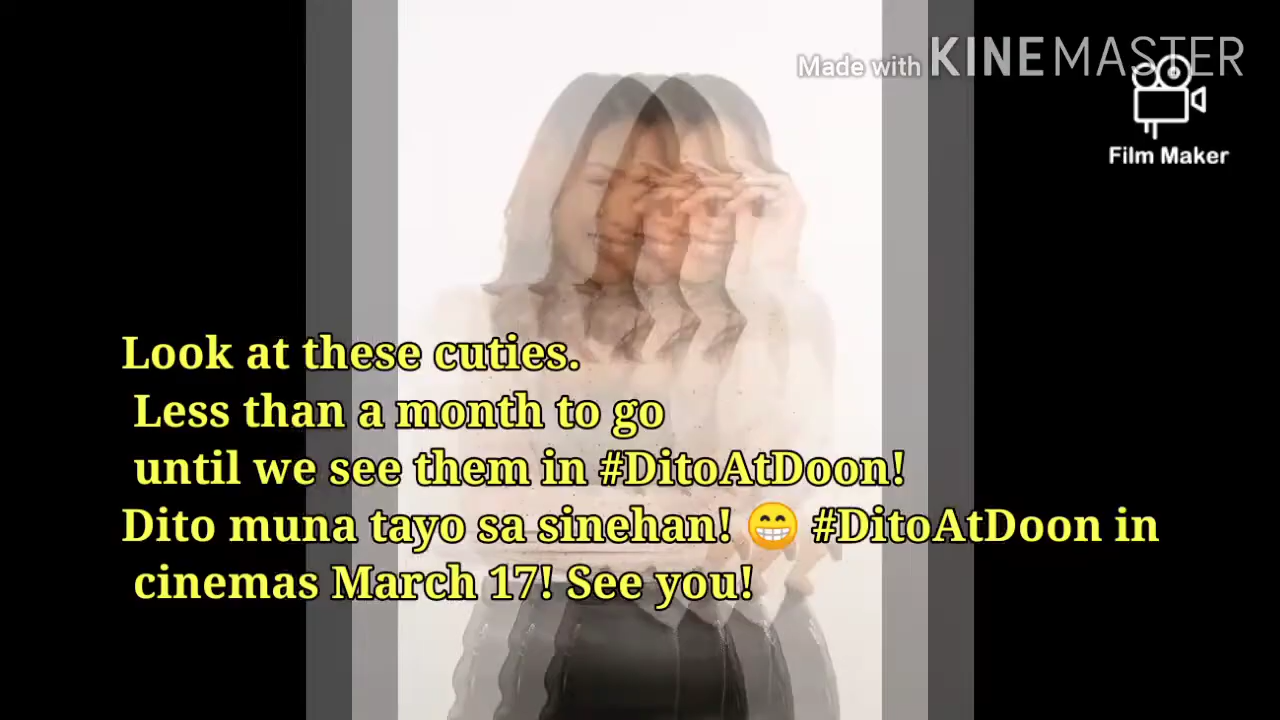 Made with KINEMASTER
Film Maker
Look at these cuties.
Less than a month to go
until we see them in #DitoAtDoon!
Dito muna tayo sa sinehan! 😁 #DitoAtDoon in
cinemas March 17! See you!